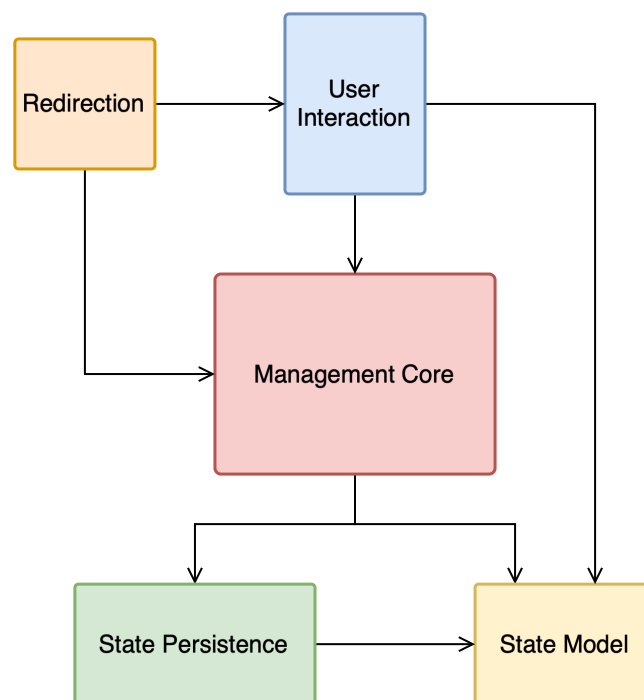 Redirection
User
Interaction
Management Core
State Persistence
State Model